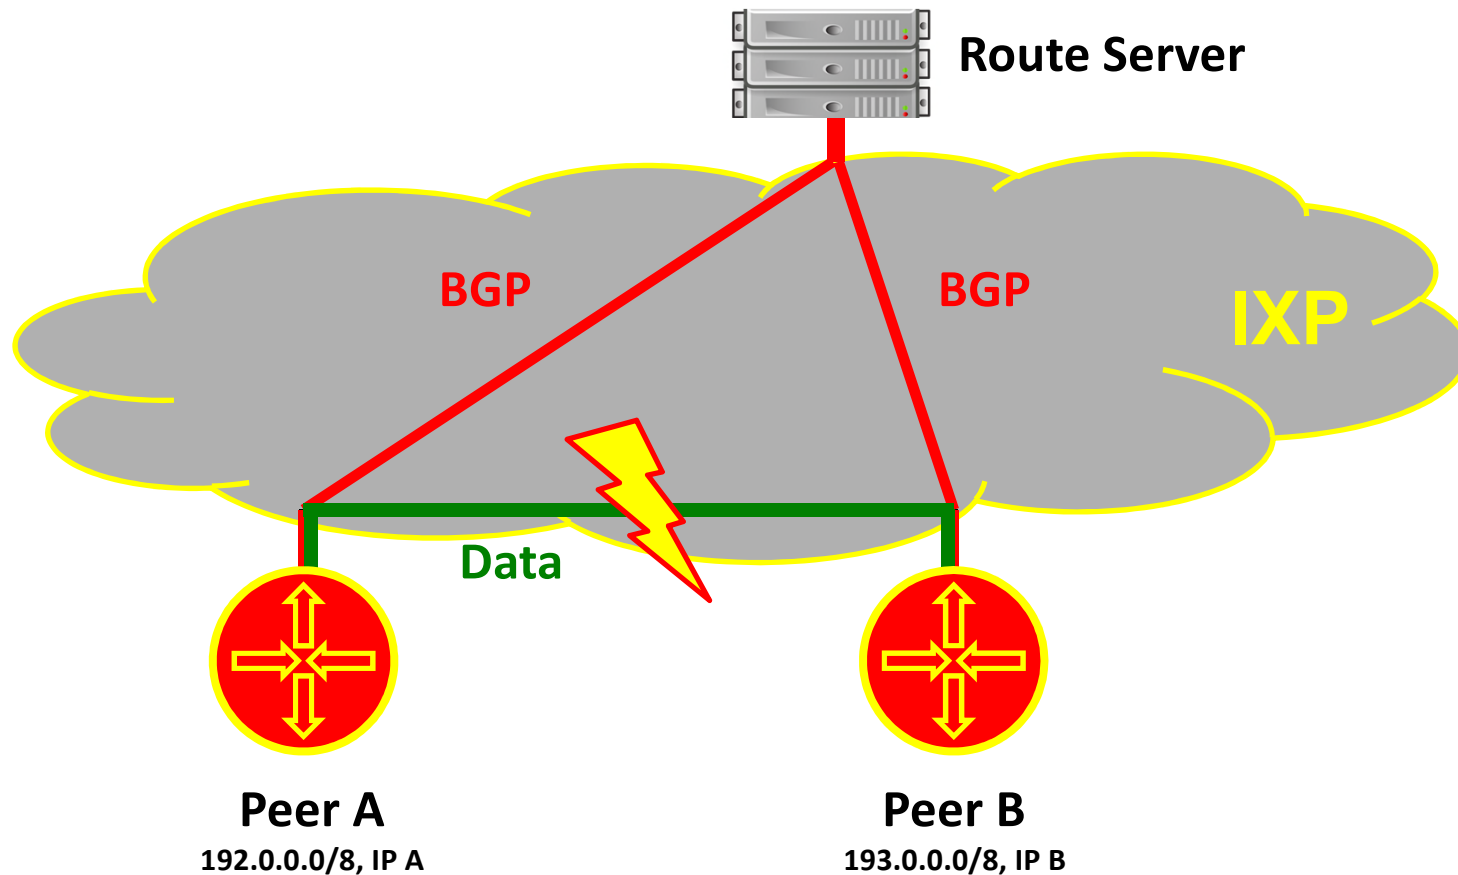 Route Server
BGP
BGP
IXP
Data
Peer A
192.0.0.0/8, IP A
Peer B
193.0.0.0/8, IP B